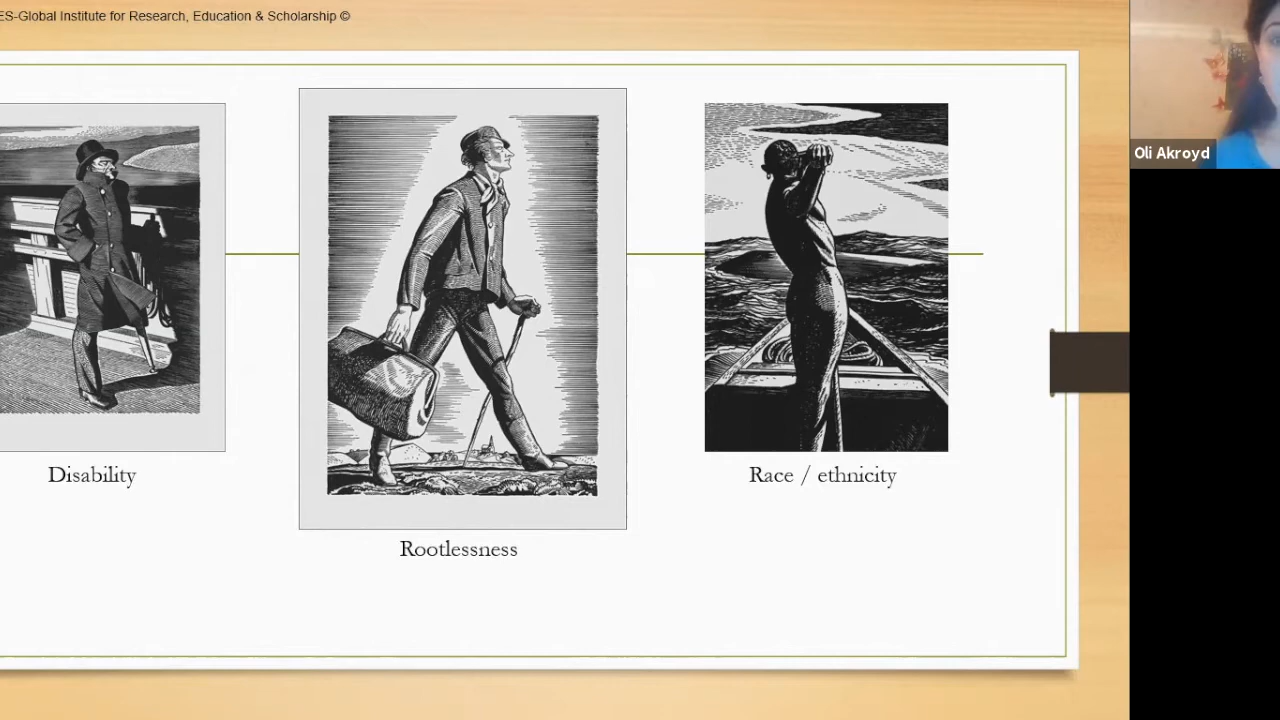 ES-Global Institute for Research, Education & Scholarship ©
Oli Akroyd
Disability
Race / ethnicity
Rootlessness